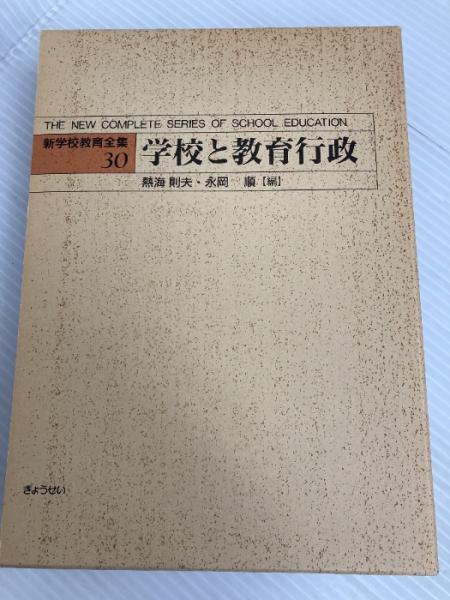 THE NEW COMPLETE SERIES OF SCHOOL EDUCATION
新学校教育全集
30
学校と教育行政
熱海 則夫・永岡 順【編】
ぎょうせい